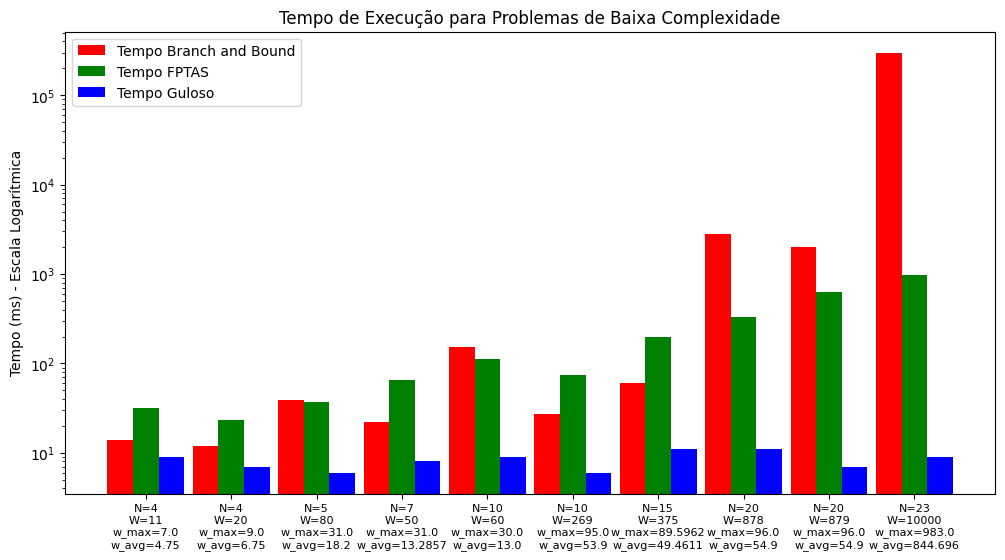 Tempo de Execução para Problemas de Baixa Complexidade
Tempo Branch and Bound
Tempo FPTAS
Tempo Guloso
Tempo (ms) - Escala Logarítmica
10^5
10^4
10^3
10^2
10^1
N=4
W=11
w_max=7.0
w_avg=4.75
N=4
W=20
w_max=9.0
w_avg=6.75
N=5
W=80
w_max=31.0
w_avg=18.2
N=7
W=50
w_max=31.0
w_avg=13.2857
N=10
W=60
w_max=30.0
w_avg=13.0
N=10
W=269
w_max=95.0
w_avg=53.9
N=15
W=375
w_max=89.5962
w_avg=49.4611
N=20
W=878
w_max=96.0
w_avg=54.9
N=20
W=879
w_max=96.0
w_avg=54.9
N=23
W=10000
w_max=983.0
w_avg=844.696